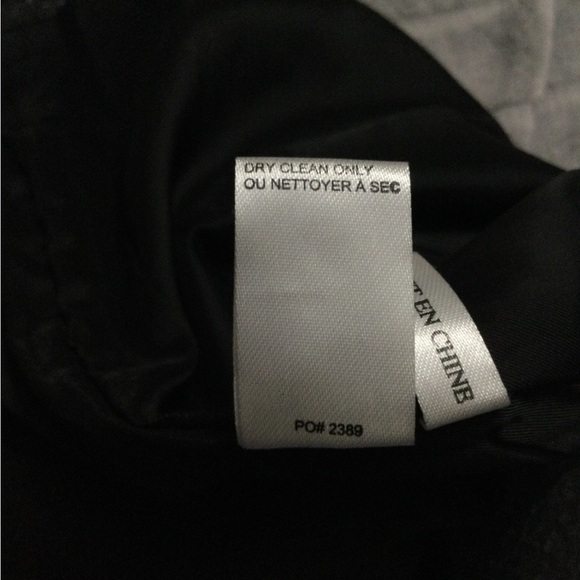 DRY CLEAN ONLY
OU NETTOYER À SEC
PO# 2389
EN CHINE